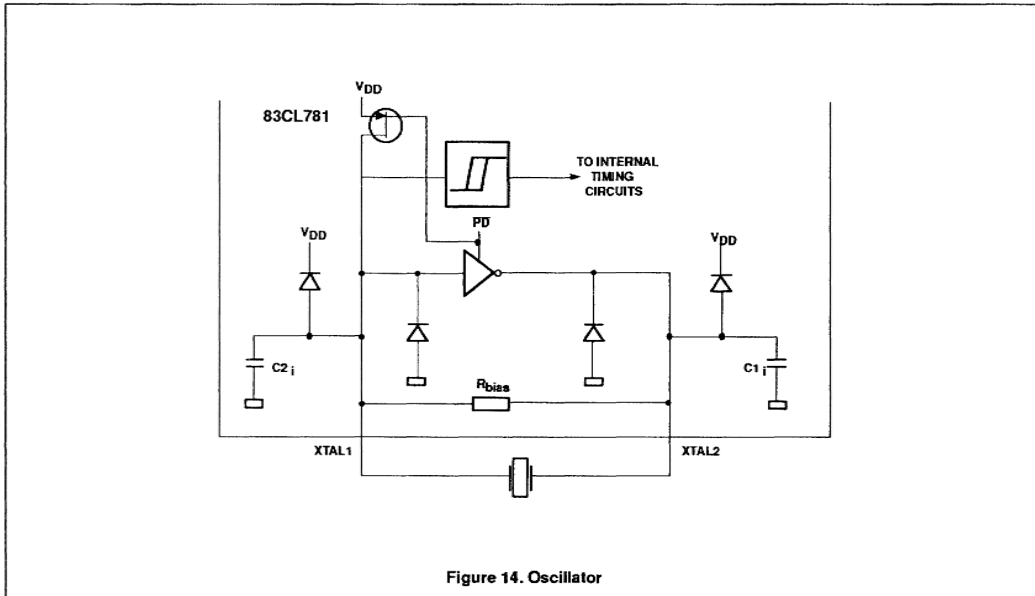 VDD
83CL781
TO INTERNAL
TIMING
CIRCUITS
PD
VDD
VDD
C2 i
C1 i
Rbias
XTAL1
XTAL2
Figure 14. Oscillator